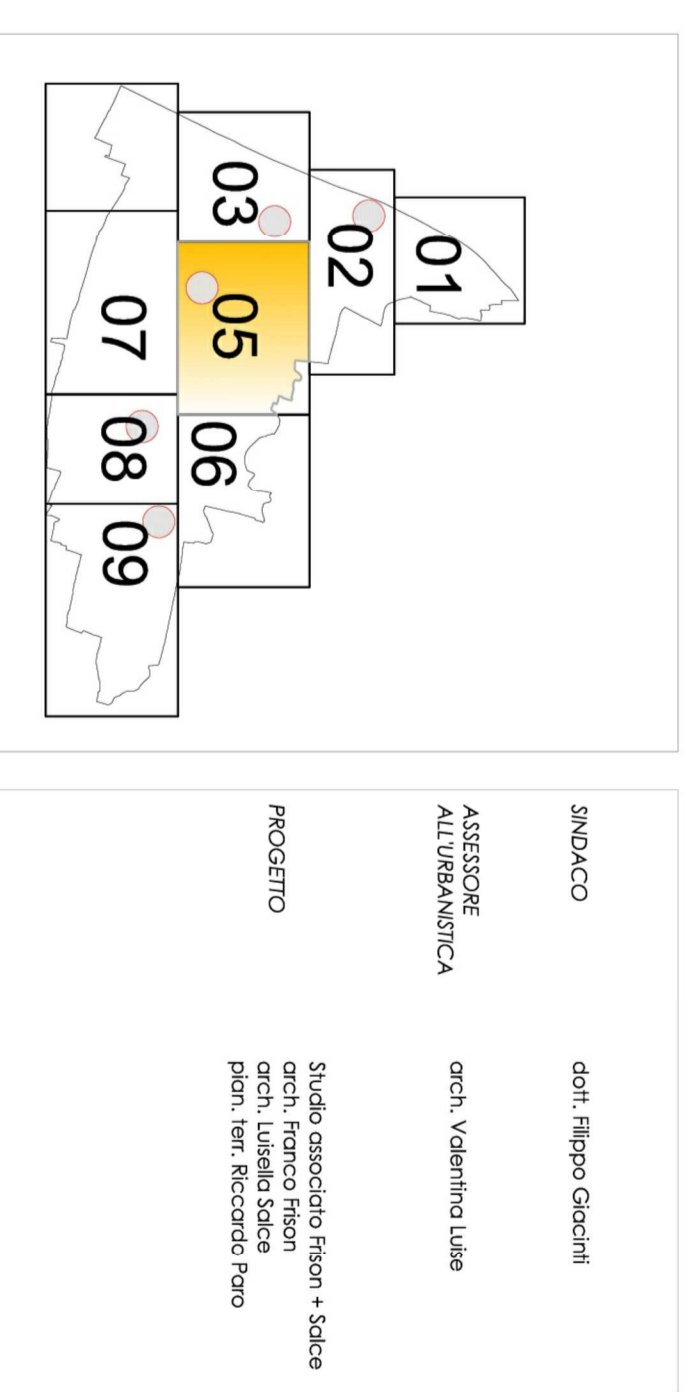 01
02
03
05
06
07
08
09
SINDACO
dott. Filippo Giacinti
ASSESSORE
ALL'URBANISTICA
arch. Valentina Luise
PROGETTO
Studio associato Frison + Salce
arch. Franco Frison
arch. Luisella Salce
pian. terr. Riccardo Paro